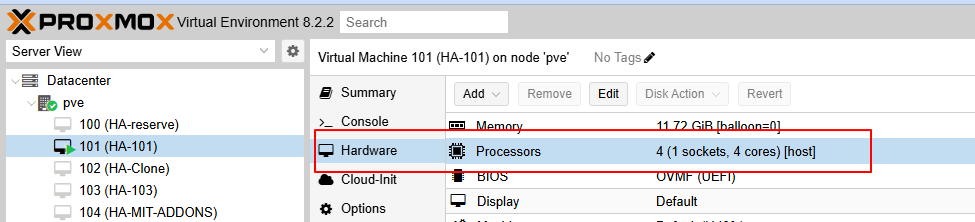 PROXMOX Virtual Environment 8.2.2 Search
Server View
Virtual Machine 101 (HA-101) on node 'pve' No Tags
Datacenter
pve
100 (HA-reserve)
101 (HA-101)
102 (HA-Clone)
103 (HA-103)
104 (HA-MIT-ADDONS)
Summary
Console
Hardware
Cloud-Init
Options
Add Remove Edit Disk Action Revert
Memory 11.72 GiB [balloon=0]
Processors 4 (1 sockets, 4 cores) [host]
BIOS OVMF (UEFI)
Display Default